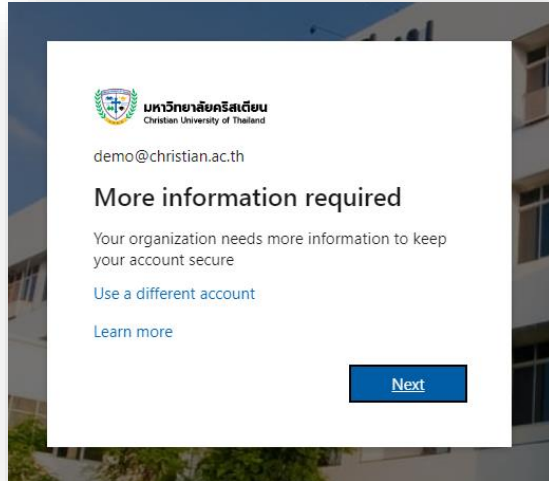 มหาวิทยาลัยคริสเตียน
Christian University of Thailand
demo@christian.ac.th
More information required
Your organization needs more information to keep
your account secure
Use a different account
Learn more
Next